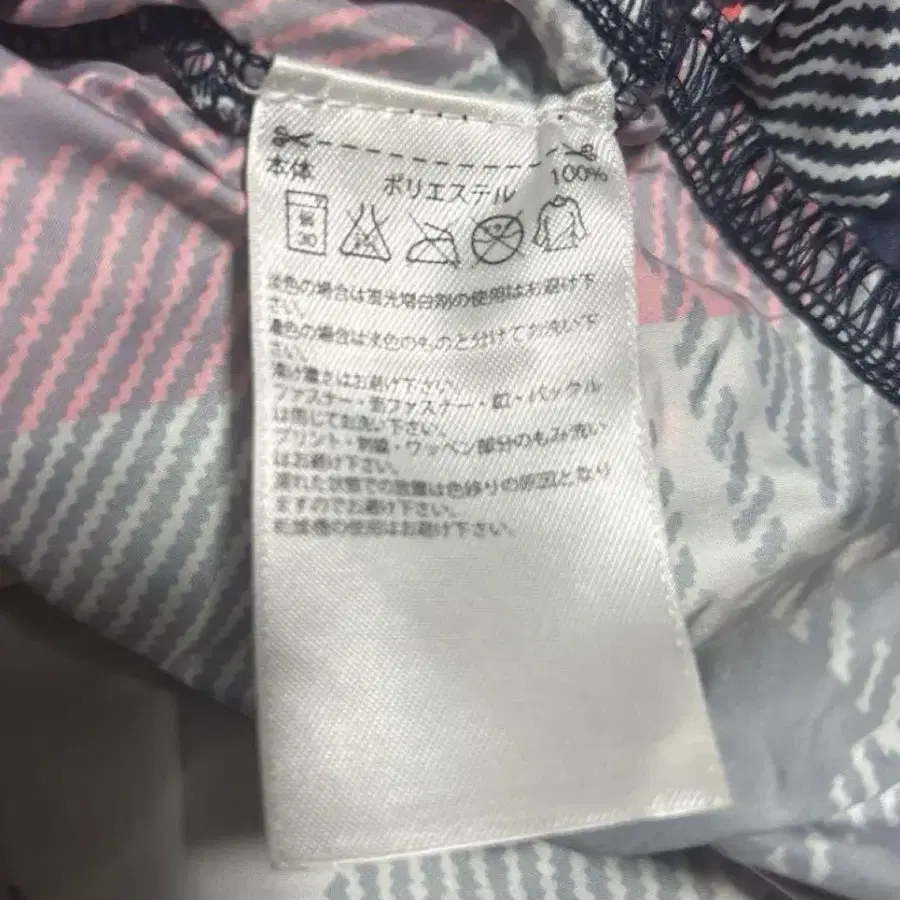 本体
ポリエステル 100%
弱
30
淡色の場合は蛍光増白剤の使用はお避け下
さい。
濃色の場合は淡色のものと分けてお洗い下
さい。
漬け置きはお避け下さい。
ファスナー・面ファスナー・釦・バックル
は閉じてお洗い下さい。
プリント・刺繍・ワッペン部分のもみ洗い
はお避け下さい。
濡れた状態での放置は色移りの原因となり
ますのでお避け下さい。
乾燥機の使用はお避け下さい。